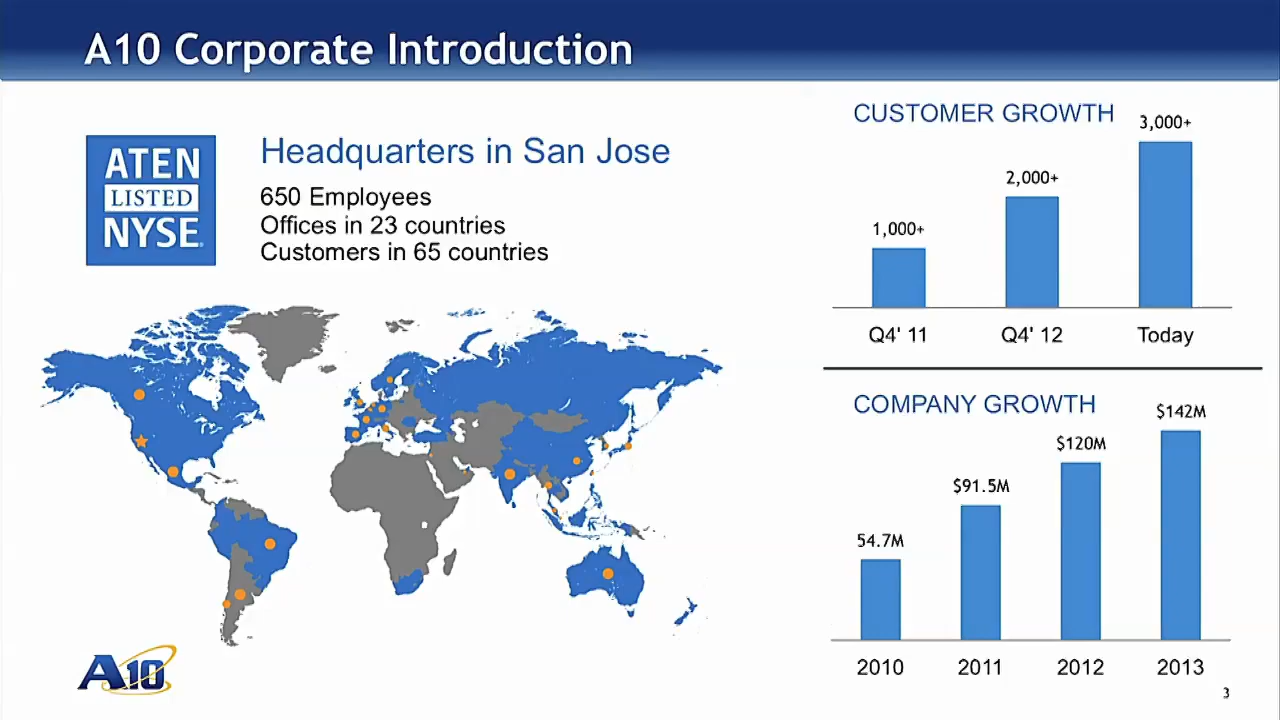 A10 Corporate Introduction
ATEN
LISTED
NYSE
Headquarters in San Jose
650 Employees
Offices in 23 countries
Customers in 65 countries
CUSTOMER GROWTH
3,000+
2,000+
1,000+
Q4' 11 Q4' 12 Today
COMPANY GROWTH
$142M
$120M
$91.5M
54.7M
2010 2011 2012 2013
A10
3